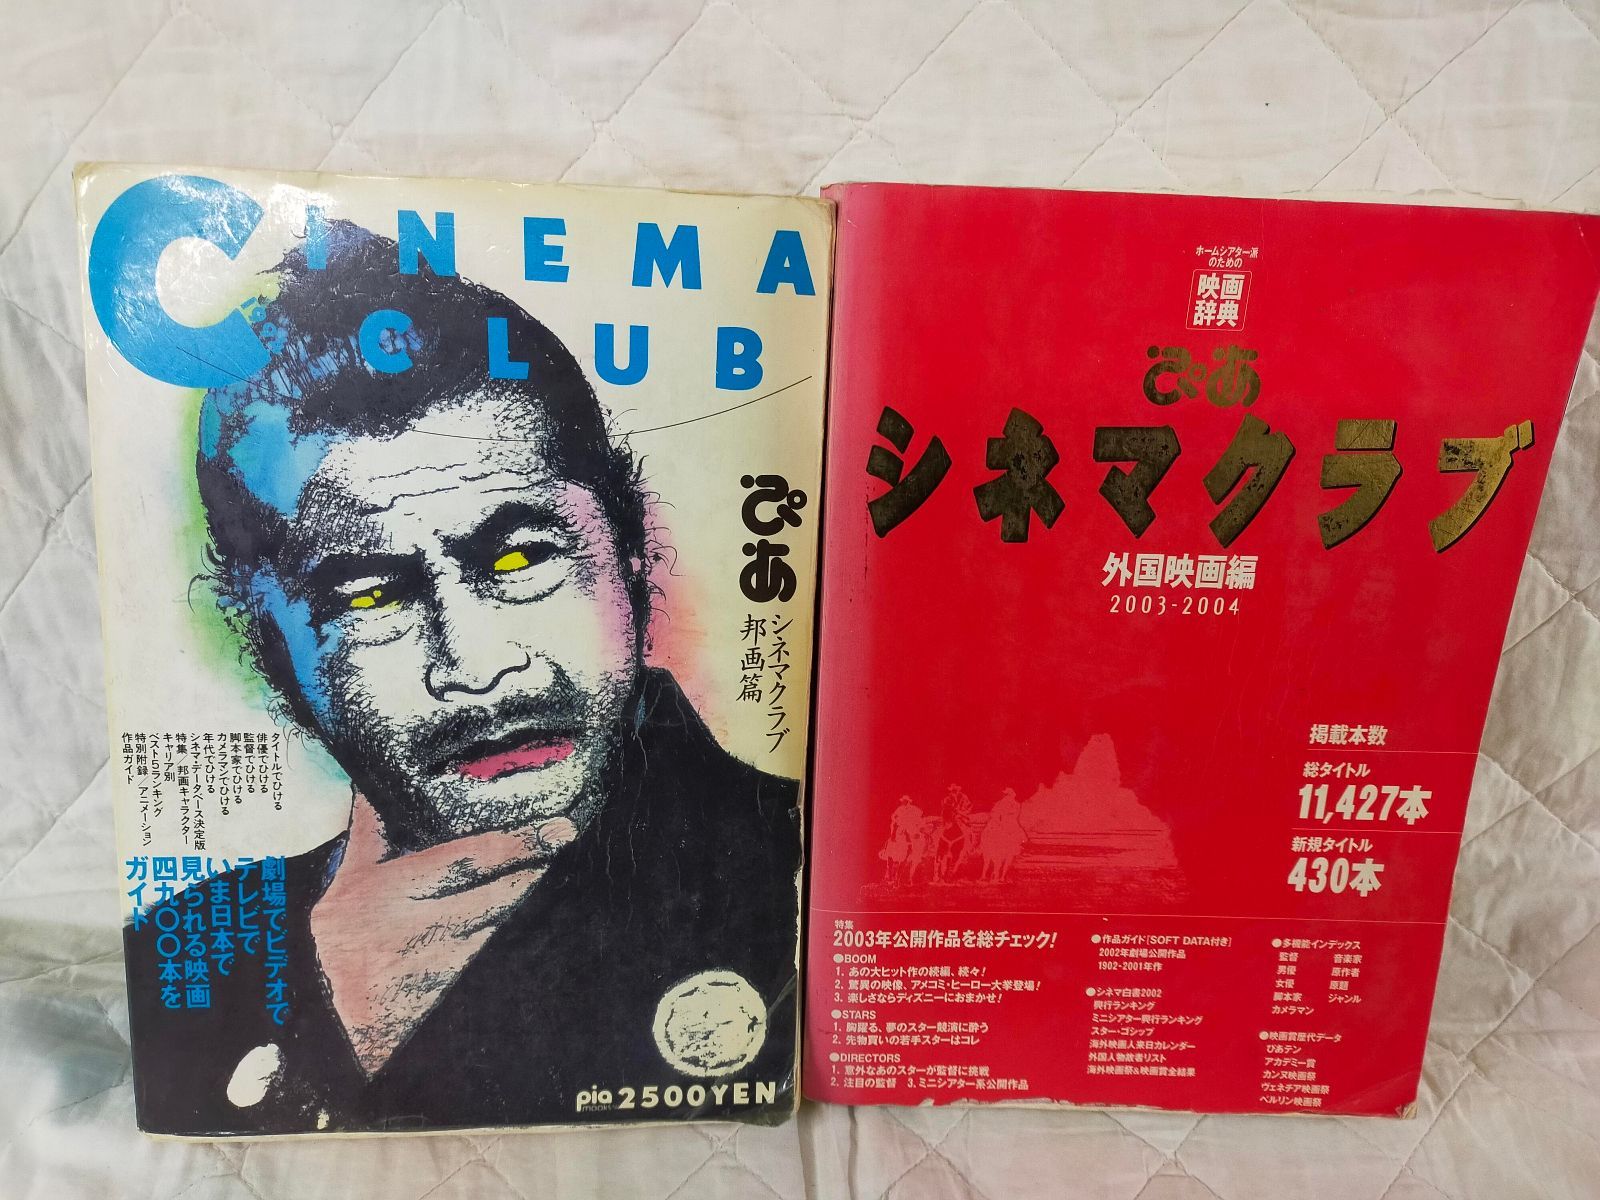 CINEMA
CLUB
ぴあ
シネマクラブ
邦画篇
タイトルでひける
俳優でひける
監督でひける
脚本家でひける
カメラマンでひける
年代でひける
シネマ・データベース決定版
特集/邦画キャラクター
キャリア別
ベスト5ランキング
特別附録/アニメーション
作品ガイド
劇場でビデオで
テレビで
いま日本で
見られる映画
四九〇〇本を
ガイド
pia
mooks
2500YEN
ホームシアター派
のための
映画
辞典
ぴあ
シネマクラブ
外国映画編
2003-2004
掲載本数
総タイトル
11,427本
新規タイトル
430本
特集
2003年公開作品を総チェック!
●BOOM
1. あの大ヒット作の続編、続々!
2. 驚異の映像、アメコミ・ヒーロー大挙登場!
3. 楽しさならディズニーにおまかせ!
●STARS
1. 胸躍る、夢のスター競演に酔う
2. 先物買いの若手スターはコレ
●DIRECTORS
1. 意外なあのスターが監督に挑戦
2. 注目の監督 3. ミニシアター系公開作品
●作品ガイド[SOFT DATA付き]
2002年劇場公開作品
1902-2001年作
●シネマ白書2002
興行ランキング
ミニシアター興行ランキング
スター・ゴシップ
海外映画人来日カレンダー
外国人物故者リスト
海外映画祭&映画賞全結果
●多機能インデックス
監督 音楽家
男優 原作者
女優 原題
脚本家 ジャンル
カメラマン
●映画賞歴代データ
ぴあテン
アカデミー賞
カンヌ映画祭
ヴェネチア映画祭
ベルリン映画祭